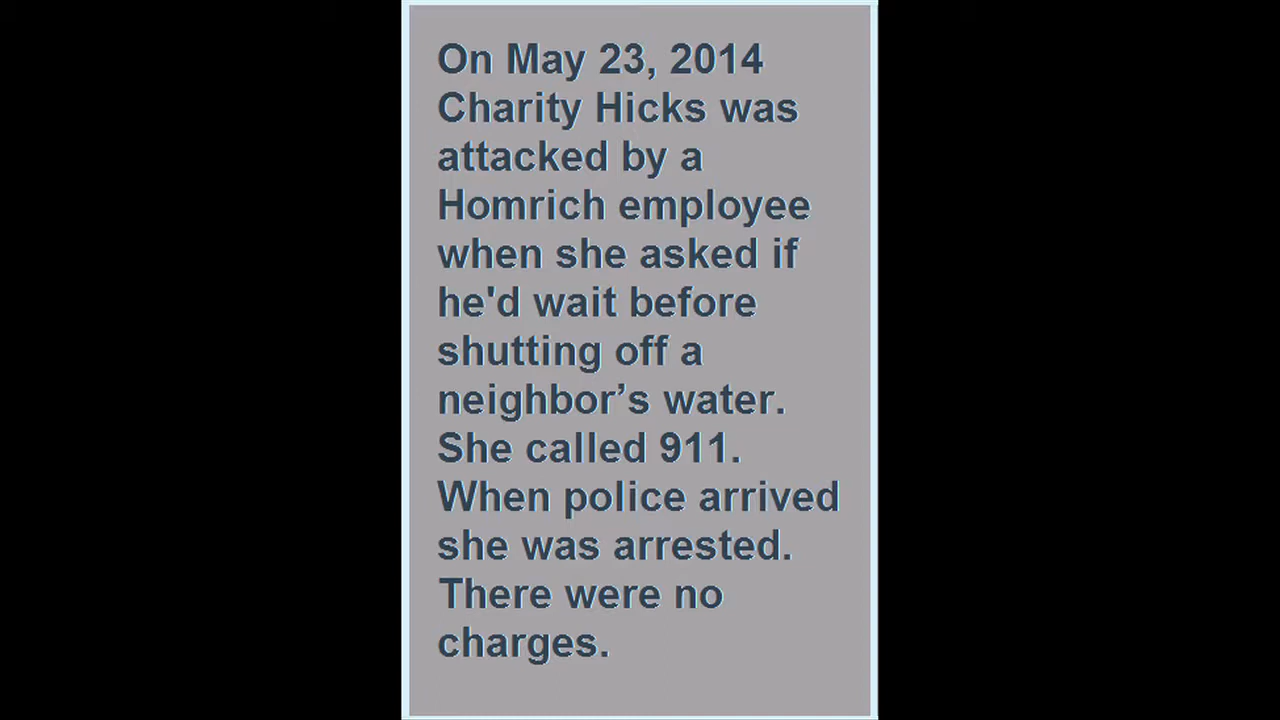 On May 23, 2014
Charity Hicks was
attacked by a
Homrich employee
when she asked if
he'd wait before
shutting off a
neighbor’s water.
She called 911.
When police arrived
she was arrested.
There were no
charges.